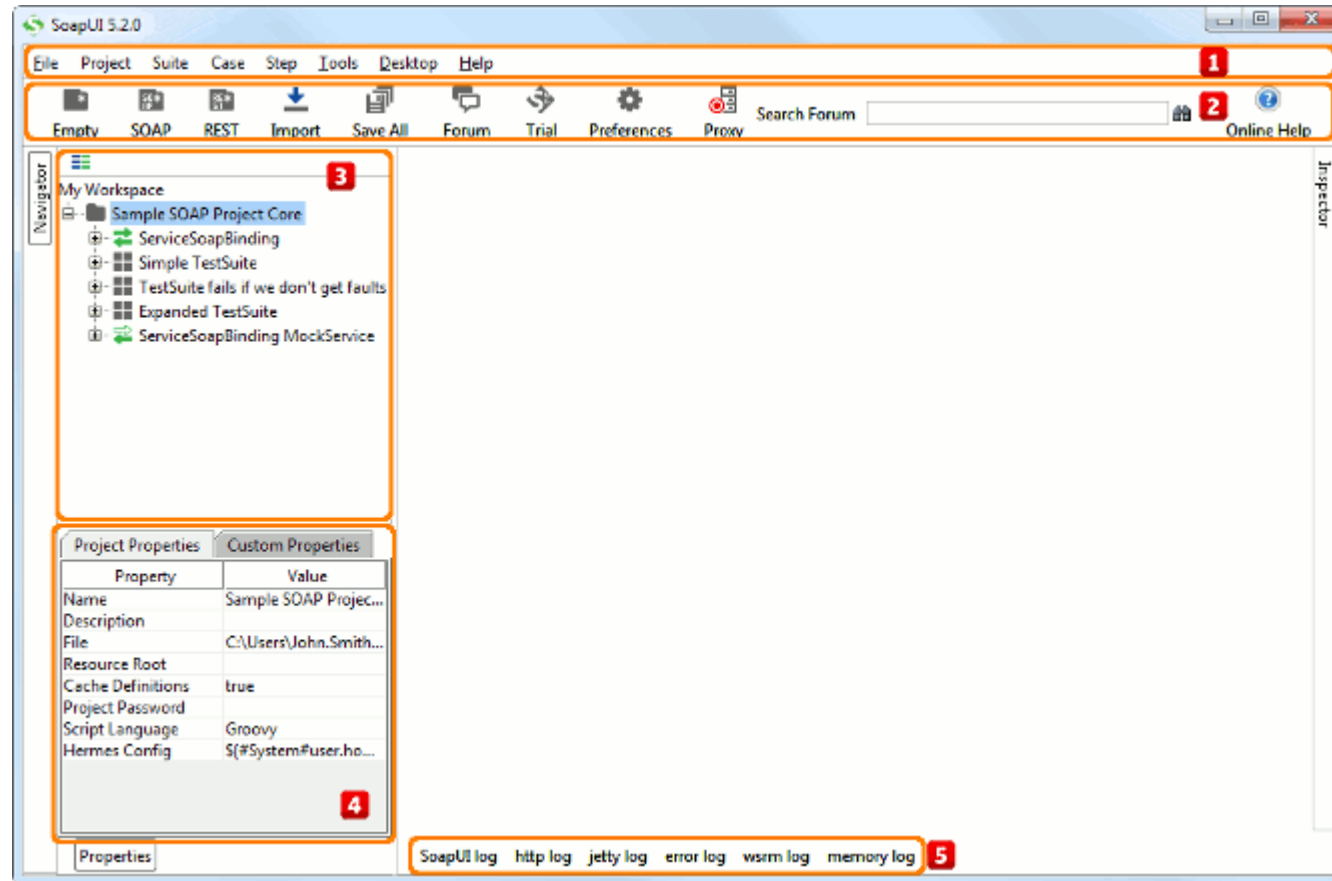 SoapUI 5.2.0
File Project Suite Case Step Tools Desktop Help 1
Empty SOAP REST Import Save All Forum Trial Preferences Proxy Search Forum 2 Online Help
Navigator
3
My Workspace
Sample SOAP Project Core
ServiceSoapBinding
Simple TestSuite
TestSuite fails if we don't get faults
Expanded TestSuite
ServiceSoapBinding MockService
Inspector
Project Properties Custom Properties
Property Value
Name Sample SOAP Projec...
Description
File C:\Users\John.Smith...
Resource Root
Cache Definitions true
Project Password
Script Language Groovy
Hermes Config ${#System#user.ho...
4
Properties
SoapUI log http log jetty log error log wsrm log memory log 5